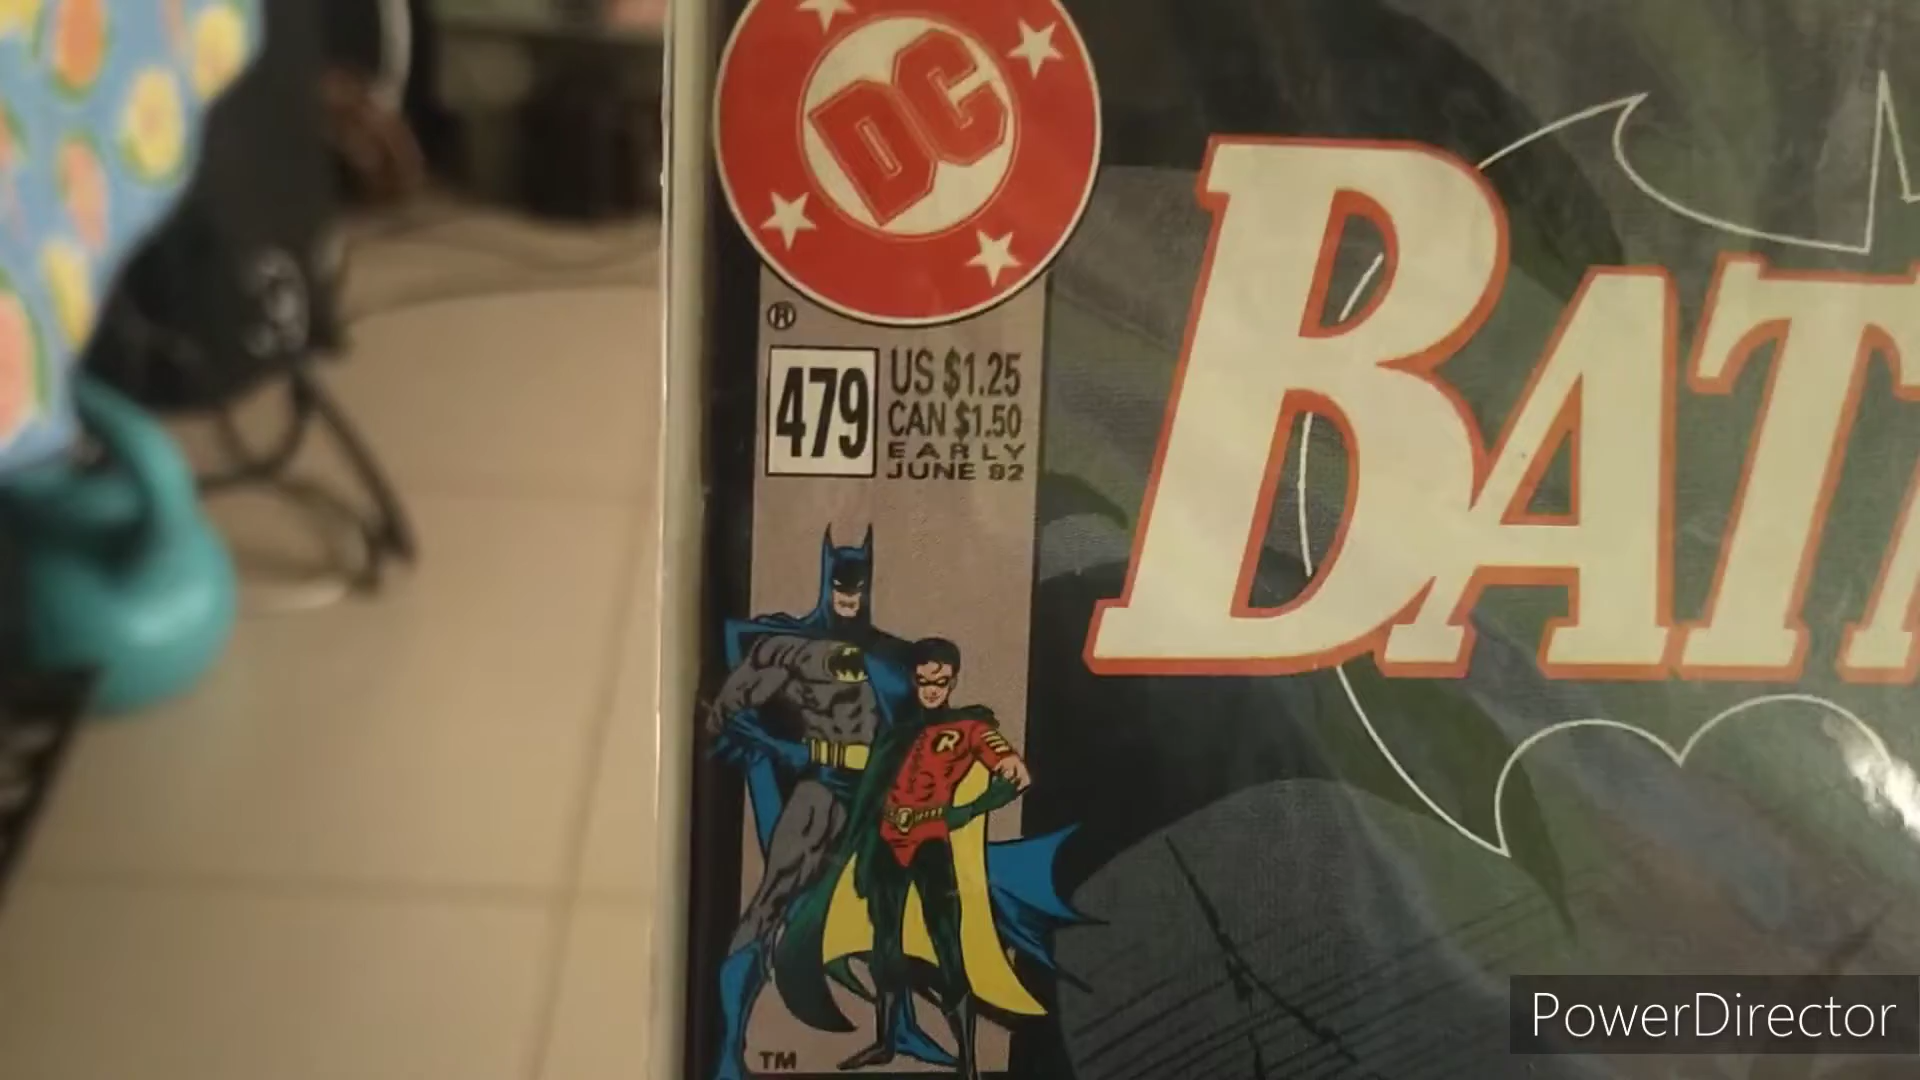 DC
®
479
US $1.25
CAN $1.50
EARLY
JUNE 92
BAT
R
TM
PowerDirector